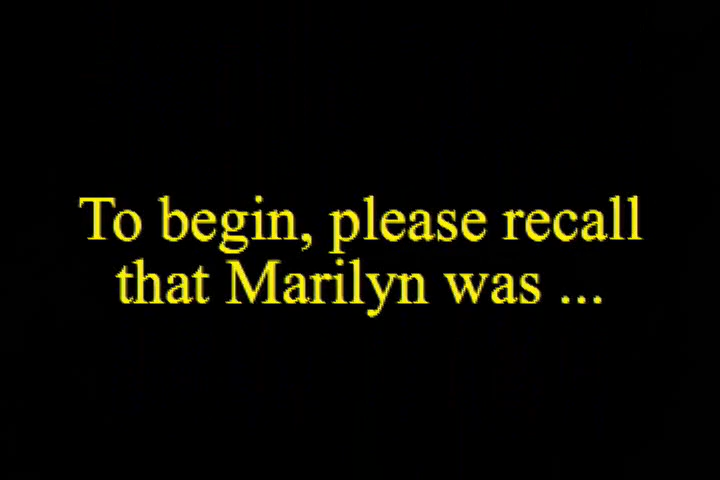 To begin, please recall
that Marilyn was ...